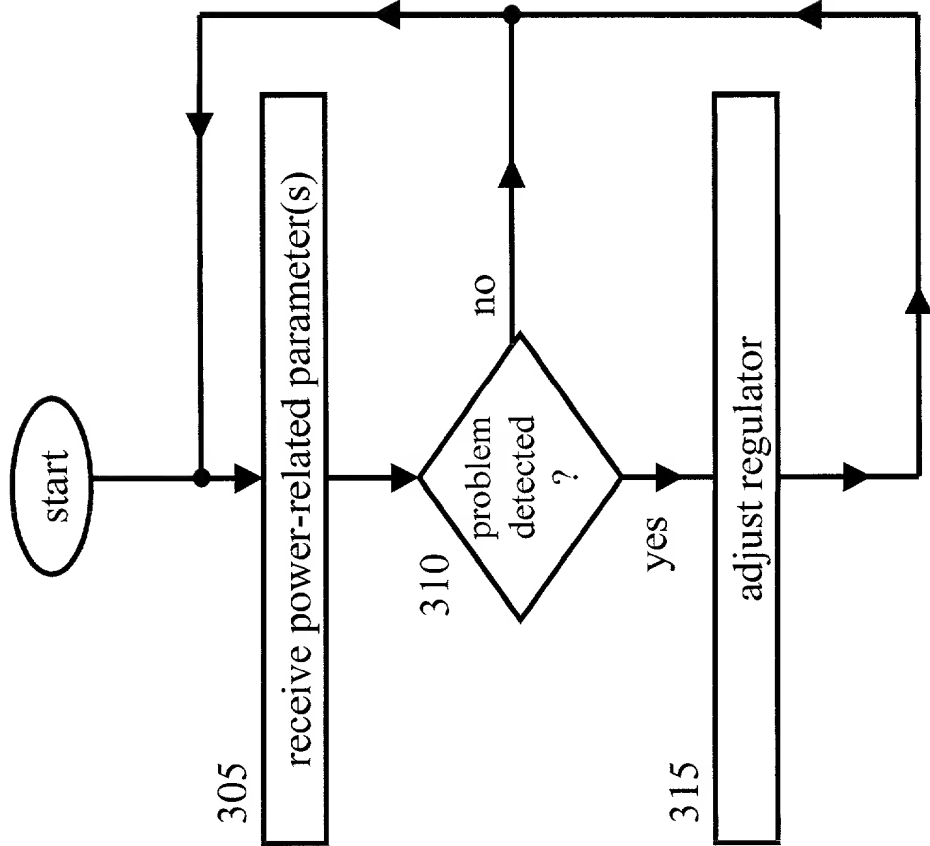 start
305
receive power-related parameter(s)
310
problem
detected
?
no
yes
315
adjust regulator